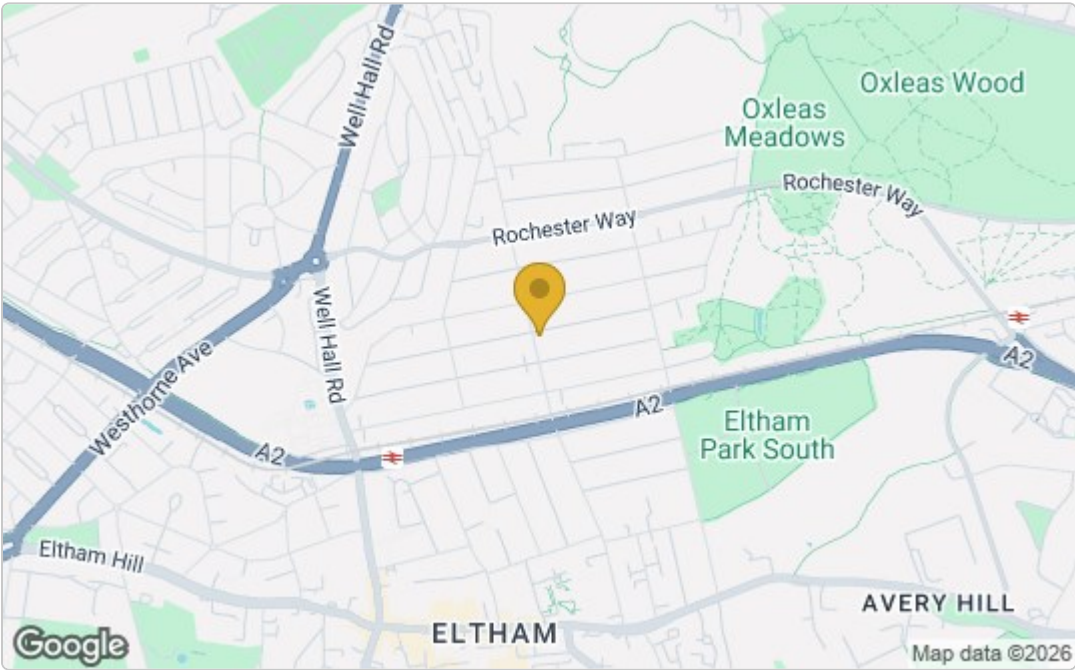 Well Hall Rd
Oxleas Wood
Oxleas
Meadows
Rochester Way
Rochester Way
Well Hall Rd
Westhorne Ave
A2
A2
A2
Eltham
Park South
Eltham Hill
AVERY HILL
ELTHAM
Google
Map data ©2026